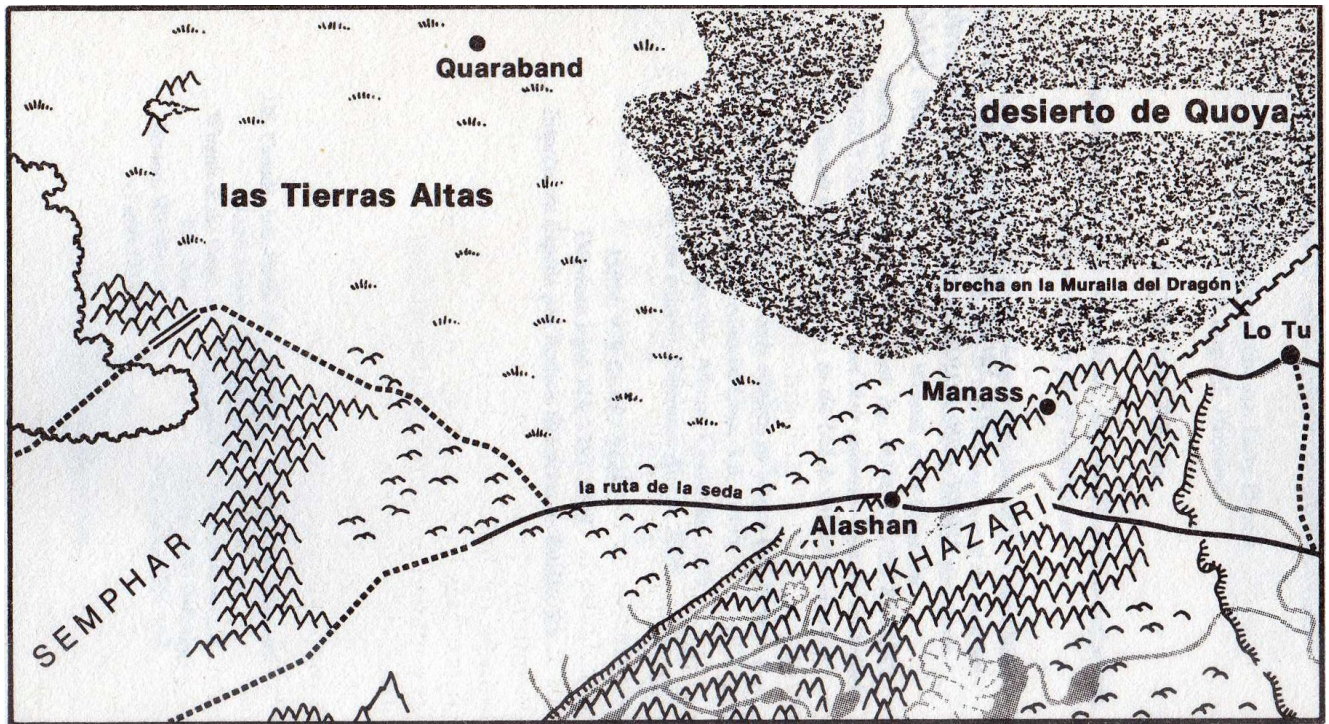 Quaraband
desierto de Quoya
las Tierras Altas
brecha en la Muralla del Dragón
Lo Tu
Manass
la ruta de la seda
Alashan
KHAZARI
SEMPHAR